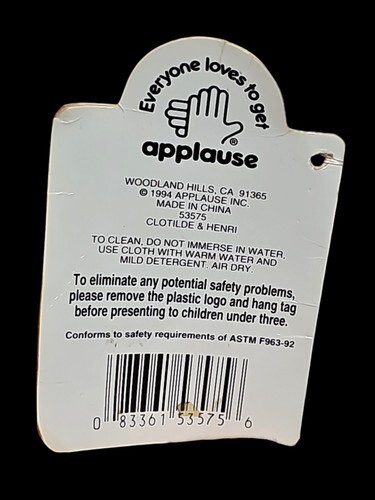 Everyone loves to get
applause®
WOODLAND HILLS, CA 91365
© 1994 APPLAUSE INC.
MADE IN CHINA
53575
CLOTILDE & HENRI
TO CLEAN, DO NOT IMMERSE IN WATER,
USE CLOTH WITH WARM WATER AND
MILD DETERGENT. AIR DRY.
To eliminate any potential safety problems,
please remove the plastic logo and hang tag
before presenting to children under three.
Conforms to safety requirements of ASTM F963-92
0 83361 53575 6